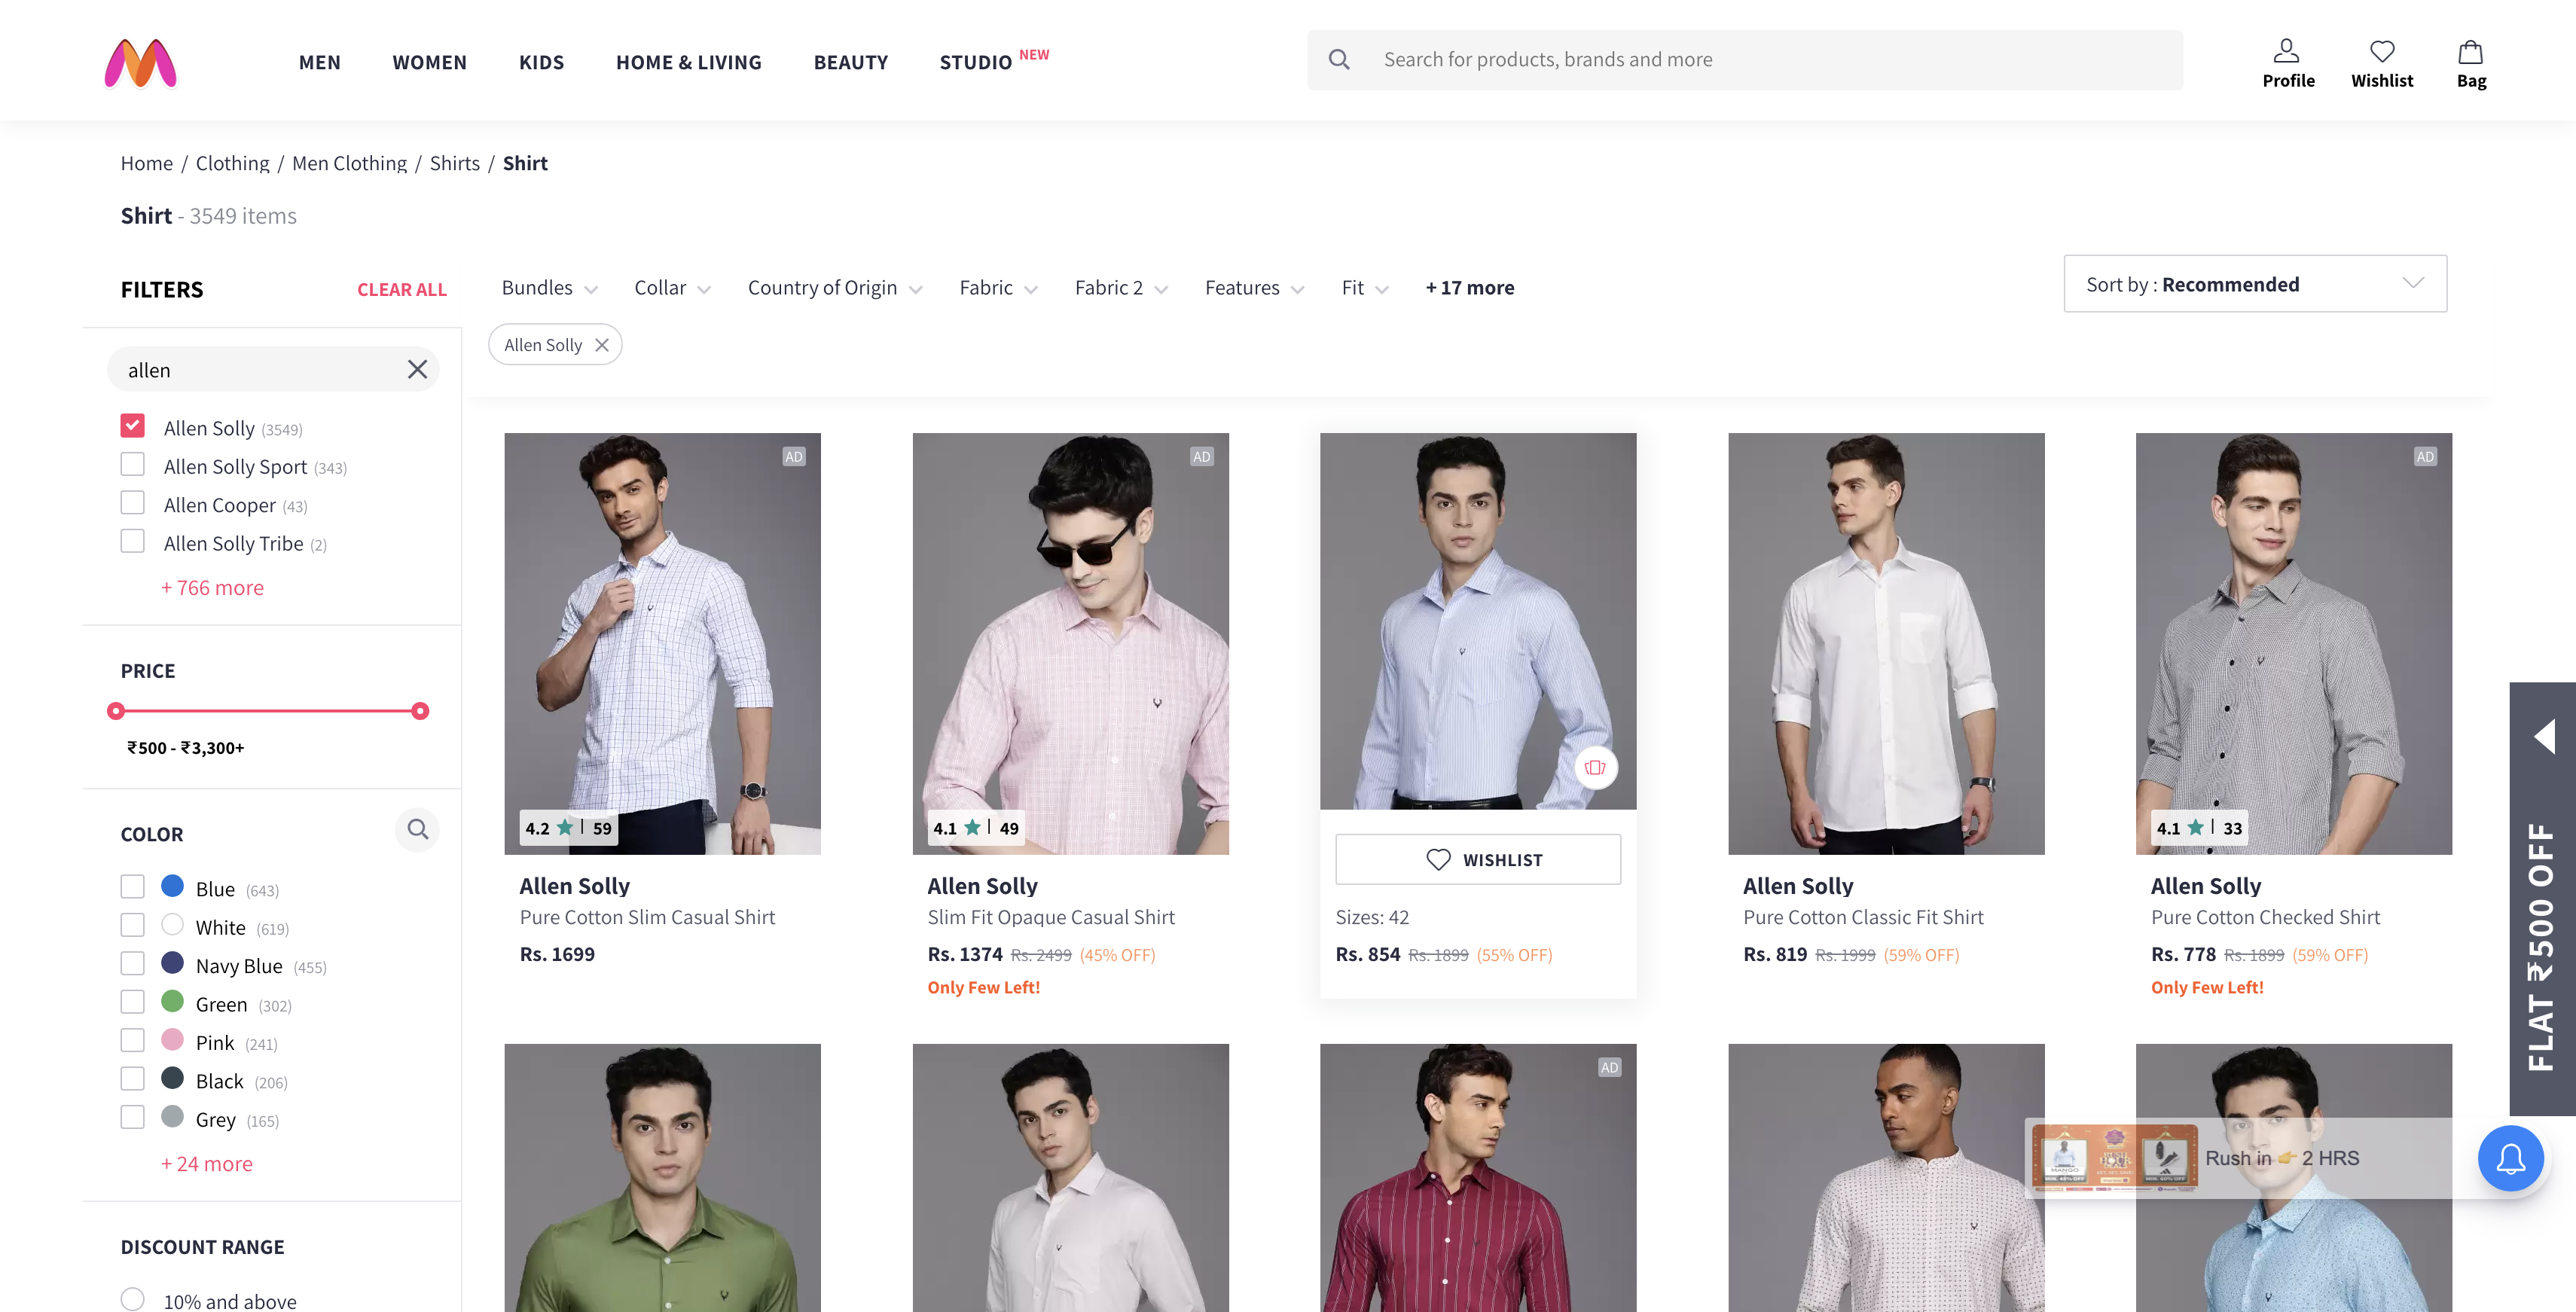 MEN WOMEN KIDS HOME & LIVING BEAUTY STUDIO NEW
Search for products, brands and more
Profile Wishlist Bag
Home / Clothing / Men Clothing / Shirts / Shirt
Shirt - 3549 items
FILTERS CLEAR ALL
Bundles Collar Country of Origin Fabric Fabric 2 Features Fit + 17 more
Sort by : Recommended
Allen Solly
allen
Allen Solly (3549)
Allen Solly Sport (343)
Allen Cooper (43)
Allen Solly Tribe (2)
+ 766 more
PRICE
₹500 - ₹3,300+
COLOR
Blue (643)
White (619)
Navy Blue (455)
Green (302)
Pink (241)
Black (206)
Grey (165)
+ 24 more
DISCOUNT RANGE
10% and above
AD
4.2 | 59
Allen Solly
Pure Cotton Slim Casual Shirt
Rs. 1699
AD
4.1 | 49
Allen Solly
Slim Fit Opaque Casual Shirt
Rs. 1374 Rs. 2499 (45% OFF)
Only Few Left!
WISHLIST
Sizes: 42
Rs. 854 Rs. 1899 (55% OFF)
Allen Solly
Pure Cotton Classic Fit Shirt
Rs. 819 Rs. 1999 (59% OFF)
AD
4.1 | 33
Allen Solly
Pure Cotton Checked Shirt
Rs. 778 Rs. 1899 (59% OFF)
Only Few Left!
AD
FLAT ₹500 OFF
MANGO
Rush in 👉 2 HRS